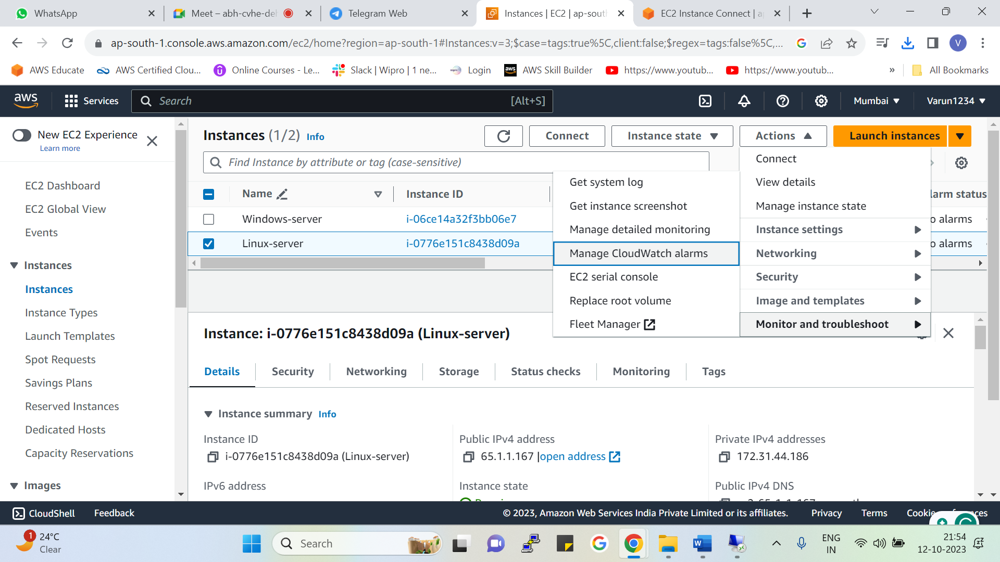 WhatsApp
Meet – abh-cvhe-de
Telegram Web
Instances | EC2 | ap-sout
EC2 Instance Connect | a
ap-south-1.console.aws.amazon.com/ec2/home?region=ap-south-1#Instances:v=3;$case=tags:true%5C,client:false;$regex=tags:false%5C,...
V
AWS Educate
AWS Certified Clou...
Online Courses - Le...
Slack | Wipro | 1 ne...
Login
AWS Skill Builder
https://www.youtub...
https://www.youtub...
»
All Bookmarks
aws
Services
Search
[Alt+S]
Mumbai
Varun1234
New EC2 Experience
Learn more
EC2 Dashboard
EC2 Global View
Events
Instances
Instances
Instance Types
Launch Templates
Spot Requests
Savings Plans
Reserved Instances
Dedicated Hosts
Capacity Reservations
Images
Instances (1/2) Info
Connect
Instance state
Actions
Launch instances
Find Instance by attribute or tag (case-sensitive)
Name
Instance ID
larm status
Windows-server
i-06ce14a32f3bb06e7
o alarms
Linux-server
i-0776e151c8438d09a
o alarms
Connect
View details
Manage instance state
Instance settings
Networking
Security
Image and templates
Monitor and troubleshoot
Get system log
Get instance screenshot
Manage detailed monitoring
Manage CloudWatch alarms
EC2 serial console
Replace root volume
Fleet Manager
Instance: i-0776e151c8438d09a (Linux-server)
Details
Security
Networking
Storage
Status checks
Monitoring
Tags
Instance summary Info
Instance ID
i-0776e151c8438d09a (Linux-server)
Public IPv4 address
65.1.1.167 |open address
Private IPv4 addresses
172.31.44.186
IPv6 address
Instance state
Public IPv4 DNS
CloudShell
Feedback
© 2023, Amazon Web Services India Private Limited or its affiliates.
Privacy
Terms
Cookie
ces
1
24°C
Clear
Search
ENG
IN
21:54
12-10-2023